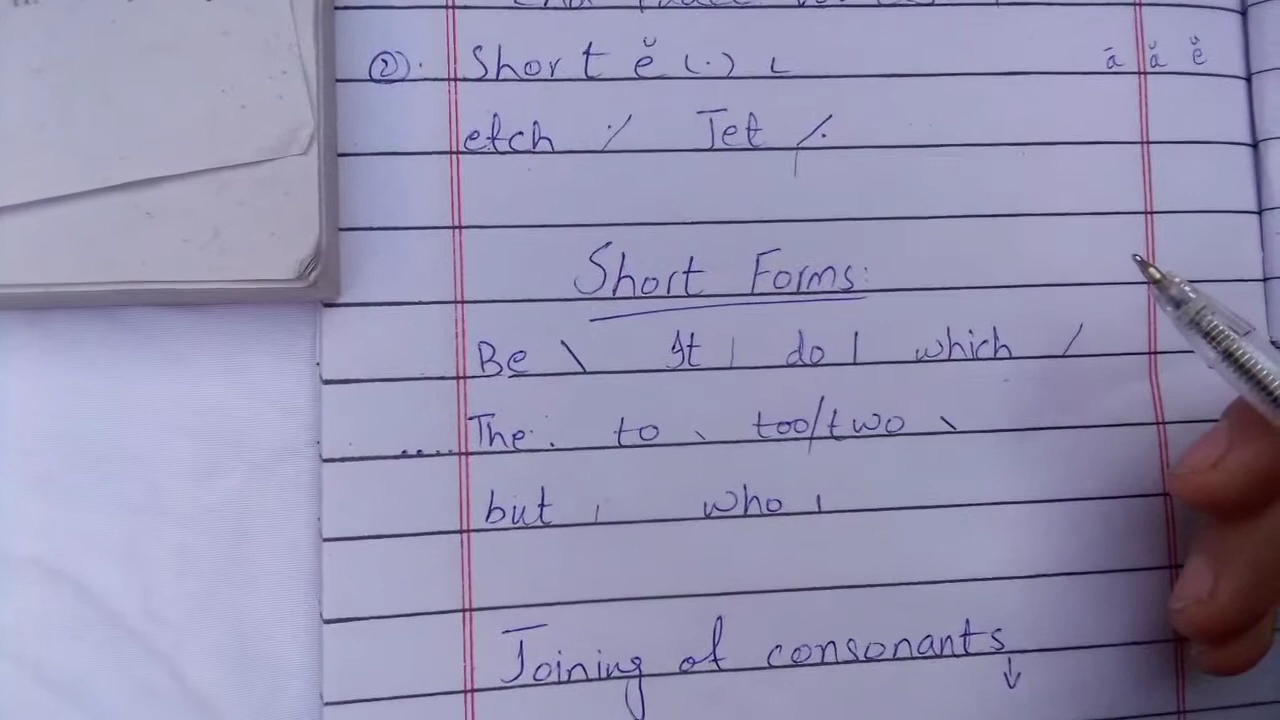 ②. Short ĕ (.) ā ă ĕ
etch Jet
Short Forms:
Be \ It | do | which /
The . to \ too/two \
but | who |
Joining of consonants ↓